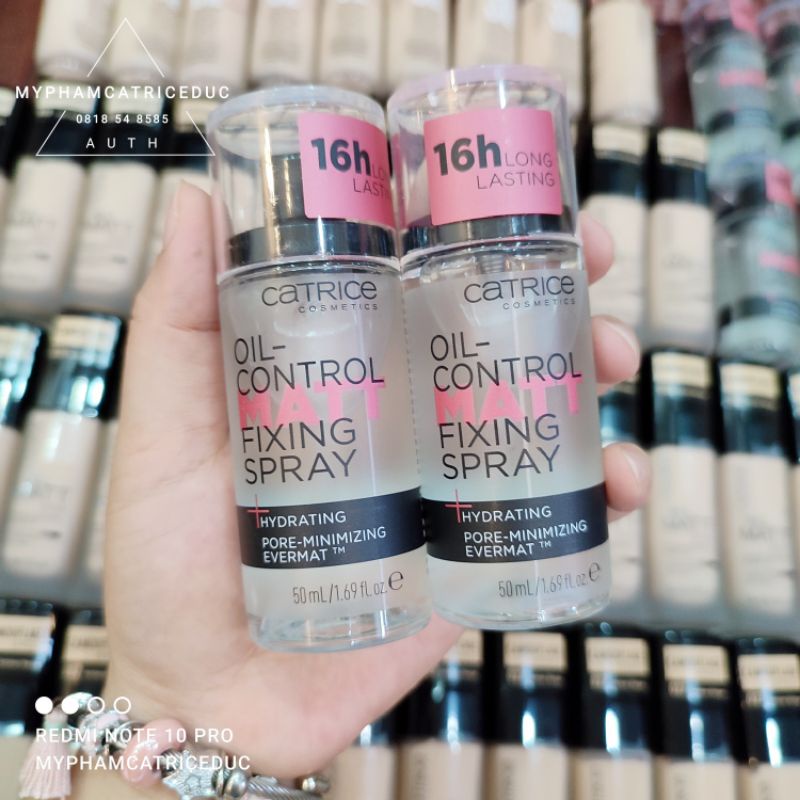 MYPHAMCATRICEDUC
0818 54 8585
AUTH
16h LO
LASTIN
CATRICE
COSMETICS
OIL-
CONTROL
MATT
FIXING
SPRAY
+HYDRATING
PORE-MINIMIZING
EVERMAT™
50 mL/1.69 fl.oz. e
16h LONG
LASTING
CATRICE
COSMETICS
OIL-
CONTROL
MATT
FIXING
SPRAY
+HYDRATING
PORE-MINIMIZING
EVERMAT™
50 mL/1.69 fl.oz. e
REDMI NOTE 10 PRO
MYPHAMCATRICEDUC